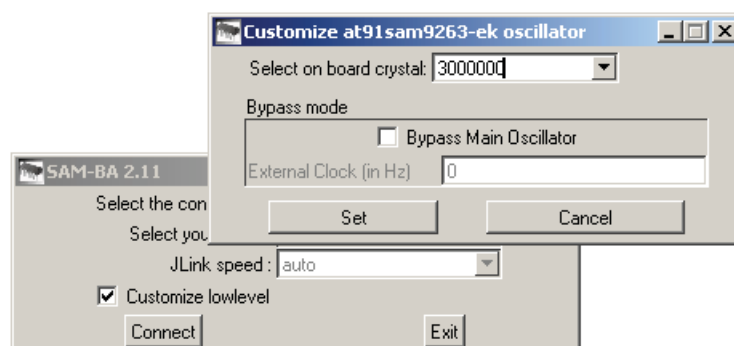 Customize at91sam9263-ek oscillator
Select on board crystal: 3000000
Bypass mode
Bypass Main Oscillator
External Clock (in Hz) 0
Set Cancel
SAM-BA 2.11
Select the con
Select you
JLink speed : auto
Customize lowlevel
Connect Exit